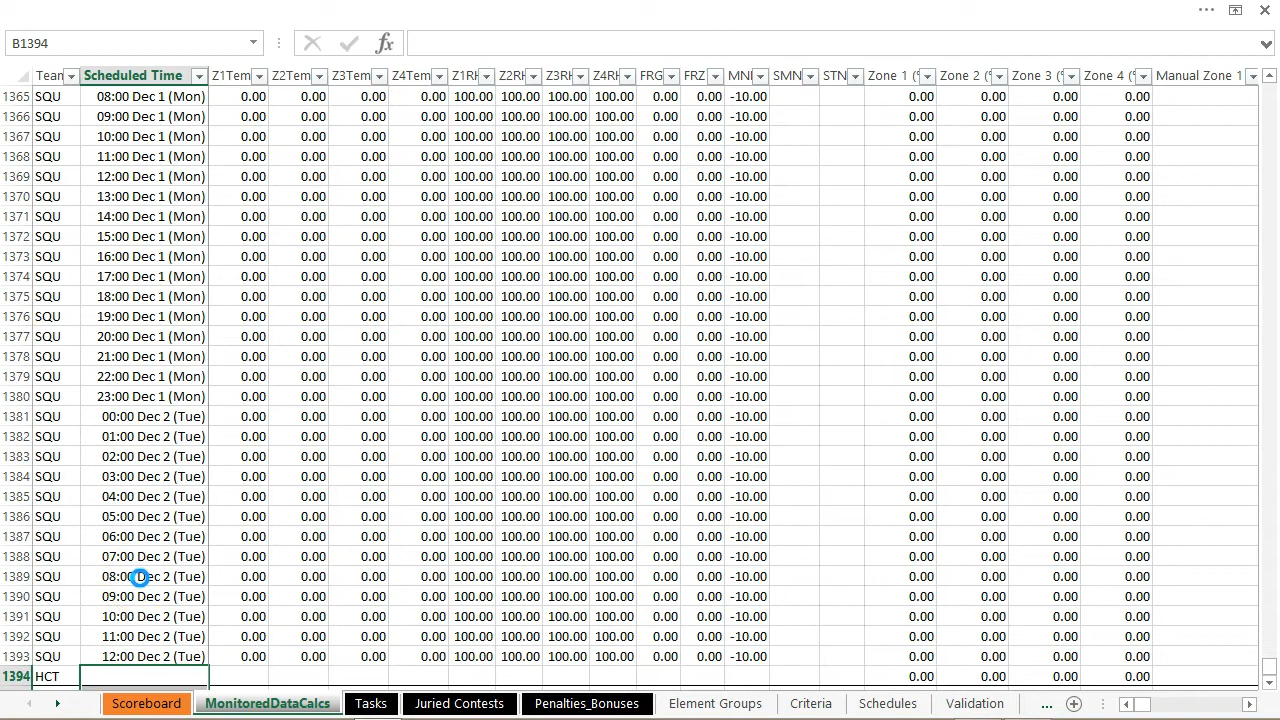 B1394
fx
Team Scheduled Time Z1Tem Z2Tem Z3Tem Z4Tem Z1RH Z2RH Z3RH Z4RH FRG FRZ MN SMN STN Zone 1 (° Zone 2 (° Zone 3 (° Zone 4 (° Manual Zone 1
1365 SQU 08:00 Dec 1 (Mon) 0.00 0.00 0.00 0.00 100.00 100.00 100.00 100.00 0.00 0.00 -10.00 0.00 0.00 0.00 0.00
1366 SQU 09:00 Dec 1 (Mon) 0.00 0.00 0.00 0.00 100.00 100.00 100.00 100.00 0.00 0.00 -10.00 0.00 0.00 0.00 0.00
1367 SQU 10:00 Dec 1 (Mon) 0.00 0.00 0.00 0.00 100.00 100.00 100.00 100.00 0.00 0.00 -10.00 0.00 0.00 0.00 0.00
1368 SQU 11:00 Dec 1 (Mon) 0.00 0.00 0.00 0.00 100.00 100.00 100.00 100.00 0.00 0.00 -10.00 0.00 0.00 0.00 0.00
1369 SQU 12:00 Dec 1 (Mon) 0.00 0.00 0.00 0.00 100.00 100.00 100.00 100.00 0.00 0.00 -10.00 0.00 0.00 0.00 0.00
1370 SQU 13:00 Dec 1 (Mon) 0.00 0.00 0.00 0.00 100.00 100.00 100.00 100.00 0.00 0.00 -10.00 0.00 0.00 0.00 0.00
1371 SQU 14:00 Dec 1 (Mon) 0.00 0.00 0.00 0.00 100.00 100.00 100.00 100.00 0.00 0.00 -10.00 0.00 0.00 0.00 0.00
1372 SQU 15:00 Dec 1 (Mon) 0.00 0.00 0.00 0.00 100.00 100.00 100.00 100.00 0.00 0.00 -10.00 0.00 0.00 0.00 0.00
1373 SQU 16:00 Dec 1 (Mon) 0.00 0.00 0.00 0.00 100.00 100.00 100.00 100.00 0.00 0.00 -10.00 0.00 0.00 0.00 0.00
1374 SQU 17:00 Dec 1 (Mon) 0.00 0.00 0.00 0.00 100.00 100.00 100.00 100.00 0.00 0.00 -10.00 0.00 0.00 0.00 0.00
1375 SQU 18:00 Dec 1 (Mon) 0.00 0.00 0.00 0.00 100.00 100.00 100.00 100.00 0.00 0.00 -10.00 0.00 0.00 0.00 0.00
1376 SQU 19:00 Dec 1 (Mon) 0.00 0.00 0.00 0.00 100.00 100.00 100.00 100.00 0.00 0.00 -10.00 0.00 0.00 0.00 0.00
1377 SQU 20:00 Dec 1 (Mon) 0.00 0.00 0.00 0.00 100.00 100.00 100.00 100.00 0.00 0.00 -10.00 0.00 0.00 0.00 0.00
1378 SQU 21:00 Dec 1 (Mon) 0.00 0.00 0.00 0.00 100.00 100.00 100.00 100.00 0.00 0.00 -10.00 0.00 0.00 0.00 0.00
1379 SQU 22:00 Dec 1 (Mon) 0.00 0.00 0.00 0.00 100.00 100.00 100.00 100.00 0.00 0.00 -10.00 0.00 0.00 0.00 0.00
1380 SQU 23:00 Dec 1 (Mon) 0.00 0.00 0.00 0.00 100.00 100.00 100.00 100.00 0.00 0.00 -10.00 0.00 0.00 0.00 0.00
1381 SQU 00:00 Dec 2 (Tue) 0.00 0.00 0.00 0.00 100.00 100.00 100.00 100.00 0.00 0.00 -10.00 0.00 0.00 0.00 0.00
1382 SQU 01:00 Dec 2 (Tue) 0.00 0.00 0.00 0.00 100.00 100.00 100.00 100.00 0.00 0.00 -10.00 0.00 0.00 0.00 0.00
1383 SQU 02:00 Dec 2 (Tue) 0.00 0.00 0.00 0.00 100.00 100.00 100.00 100.00 0.00 0.00 -10.00 0.00 0.00 0.00 0.00
1384 SQU 03:00 Dec 2 (Tue) 0.00 0.00 0.00 0.00 100.00 100.00 100.00 100.00 0.00 0.00 -10.00 0.00 0.00 0.00 0.00
1385 SQU 04:00 Dec 2 (Tue) 0.00 0.00 0.00 0.00 100.00 100.00 100.00 100.00 0.00 0.00 -10.00 0.00 0.00 0.00 0.00
1386 SQU 05:00 Dec 2 (Tue) 0.00 0.00 0.00 0.00 100.00 100.00 100.00 100.00 0.00 0.00 -10.00 0.00 0.00 0.00 0.00
1387 SQU 06:00 Dec 2 (Tue) 0.00 0.00 0.00 0.00 100.00 100.00 100.00 100.00 0.00 0.00 -10.00 0.00 0.00 0.00 0.00
1388 SQU 07:00 Dec 2 (Tue) 0.00 0.00 0.00 0.00 100.00 100.00 100.00 100.00 0.00 0.00 -10.00 0.00 0.00 0.00 0.00
1389 SQU 08:00 Dec 2 (Tue) 0.00 0.00 0.00 0.00 100.00 100.00 100.00 100.00 0.00 0.00 -10.00 0.00 0.00 0.00 0.00
1390 SQU 09:00 Dec 2 (Tue) 0.00 0.00 0.00 0.00 100.00 100.00 100.00 100.00 0.00 0.00 -10.00 0.00 0.00 0.00 0.00
1391 SQU 10:00 Dec 2 (Tue) 0.00 0.00 0.00 0.00 100.00 100.00 100.00 100.00 0.00 0.00 -10.00 0.00 0.00 0.00 0.00
1392 SQU 11:00 Dec 2 (Tue) 0.00 0.00 0.00 0.00 100.00 100.00 100.00 100.00 0.00 0.00 -10.00 0.00 0.00 0.00 0.00
1393 SQU 12:00 Dec 2 (Tue) 0.00 0.00 0.00 0.00 100.00 100.00 100.00 100.00 0.00 0.00 -10.00 0.00 0.00 0.00 0.00
1394 HCT 0.00 0.00 0.00 0.00
Scoreboard MonitoredDataCalcs Tasks Juried Contests Penalties_Bonuses Element Groups Criteria Schedules Validation ...